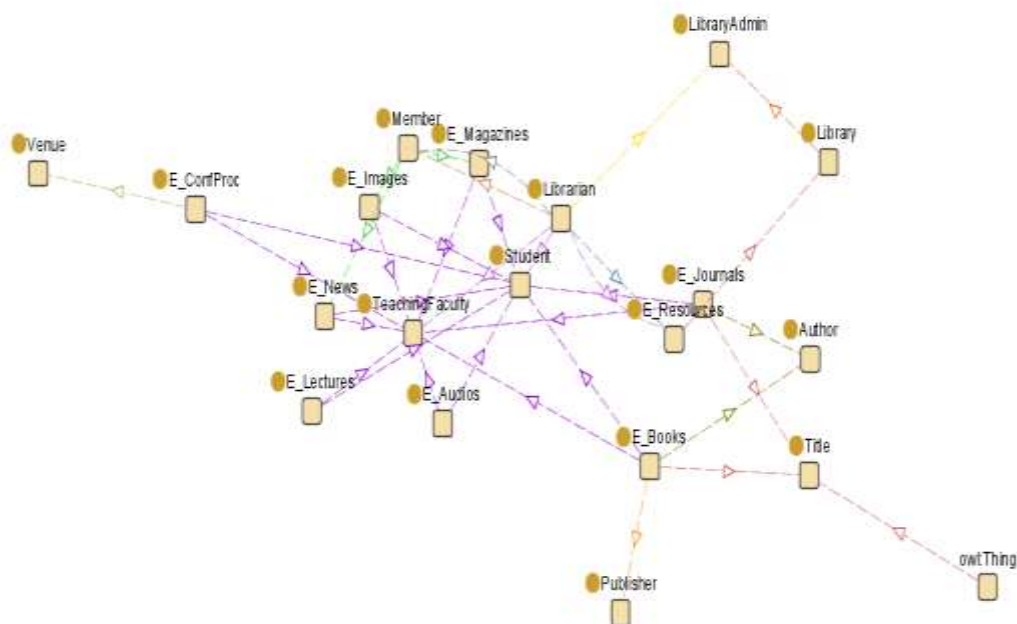 LibraryAdmin
Member
E_Magazines
Library
Venue
E_ConfProc
E_Images
Librarian
Student
E_Journals
E_News
TeachingFaculty
E_Resources
Author
E_Lectures
E_Audios
E_Books
Title
Publisher
owl:Thing